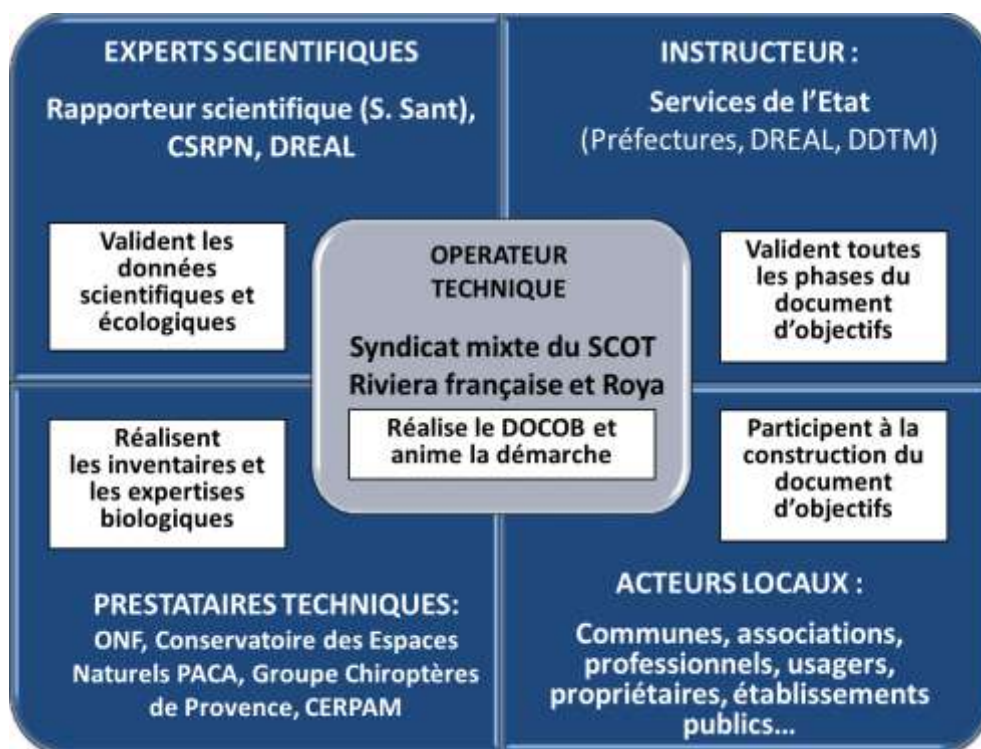 EXPERTS SCIENTIFIQUES
Rapporteur scientifique (S. Sant),
CSRPN, DREAL
Valident les
données
scientifiques et
écologiques
INSTRUCTEUR :
Services de l'Etat
(Préfectures, DREAL, DDTM)
Valident toutes
les phases du
document
d'objectifs
OPERATEUR
TECHNIQUE
Syndicat mixte du SCOT
Riviera française et Roya
Réalise le DOCOB et
anime la démarche
Réalisent
les inventaires et
les expertises
biologiques
PRESTATAIRES TECHNIQUES:
ONF, Conservatoire des Espaces
Naturels PACA, Groupe Chiroptères
de Provence, CERPAM
Participent à la
construction du
document
d'objectifs
ACTEURS LOCAUX :
Communes, associations,
professionnels, usagers,
propriétaires, établissements
publics...